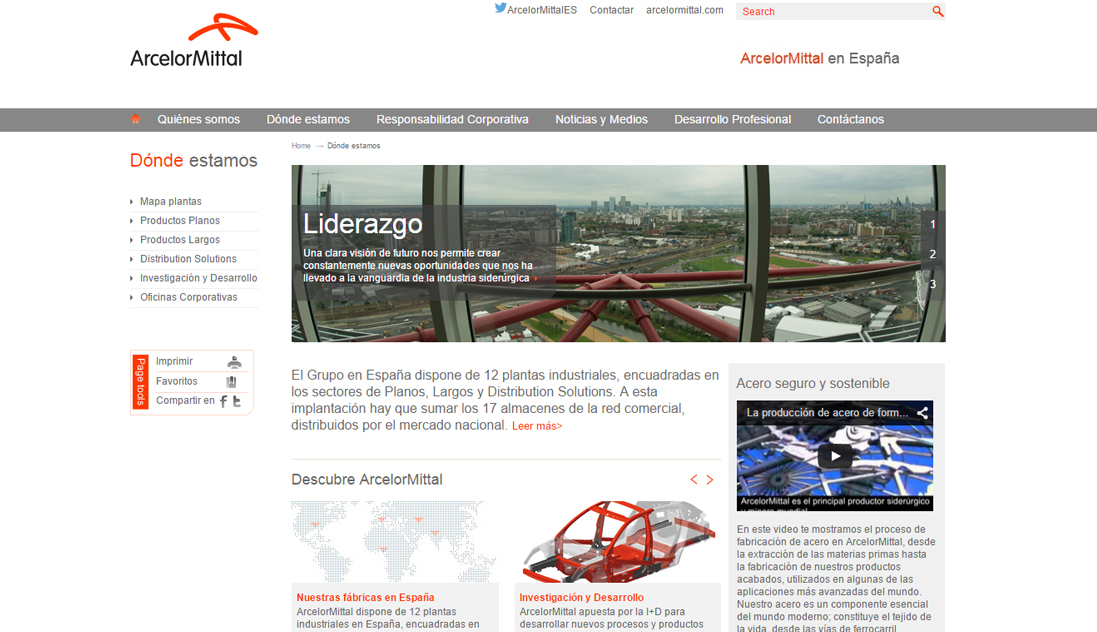 ArcelorMittalES Contactar arcelormittal.com Search
ArcelorMittal
ArcelorMittal en España
Quiénes somos Dónde estamos Responsabilidad Corporativa Noticias y Medios Desarrollo Profesional Contáctanos
Home → Dónde estamos
Dónde estamos
Mapa plantas
Productos Planos
Productos Largos
Distribution Solutions
Investigación y Desarrollo
Oficinas Corporativas
Page tools
Imprimir
Favoritos
Compartir en
Liderazgo
Una clara visión de futuro nos permite crear
constantemente nuevas oportunidades que nos ha
llevado a la vanguardia de la industria siderúrgica
1
2
3
El Grupo en España dispone de 12 plantas industriales, encuadradas en
los sectores de Planos, Largos y Distribution Solutions. A esta
implantación hay que sumar los 17 almacenes de la red comercial,
distribuidos por el mercado nacional. Leer más>
Descubre ArcelorMittal
Nuestras fábricas en España
ArcelorMittal dispone de 12 plantas
industriales en España, encuadradas en
Investigación y Desarrollo
ArcelorMittal apuesta por la I+D para
desarrollar nuevos procesos y productos
Acero seguro y sostenible
La producción de acero de form...
ArcelorMittal es el principal productor siderúrgico
y minero mundial
En este video te mostramos el proceso de
fabricación de acero en ArcelorMittal, desde
la extracción de las materias primas hasta
la fabricación de nuestros productos
acabados, utilizados en algunas de las
aplicaciones más avanzadas del mundo.
Nuestro acero es un componente esencial
del mundo moderno; constituye el tejido de
la vida, desde las vías de ferrocarril